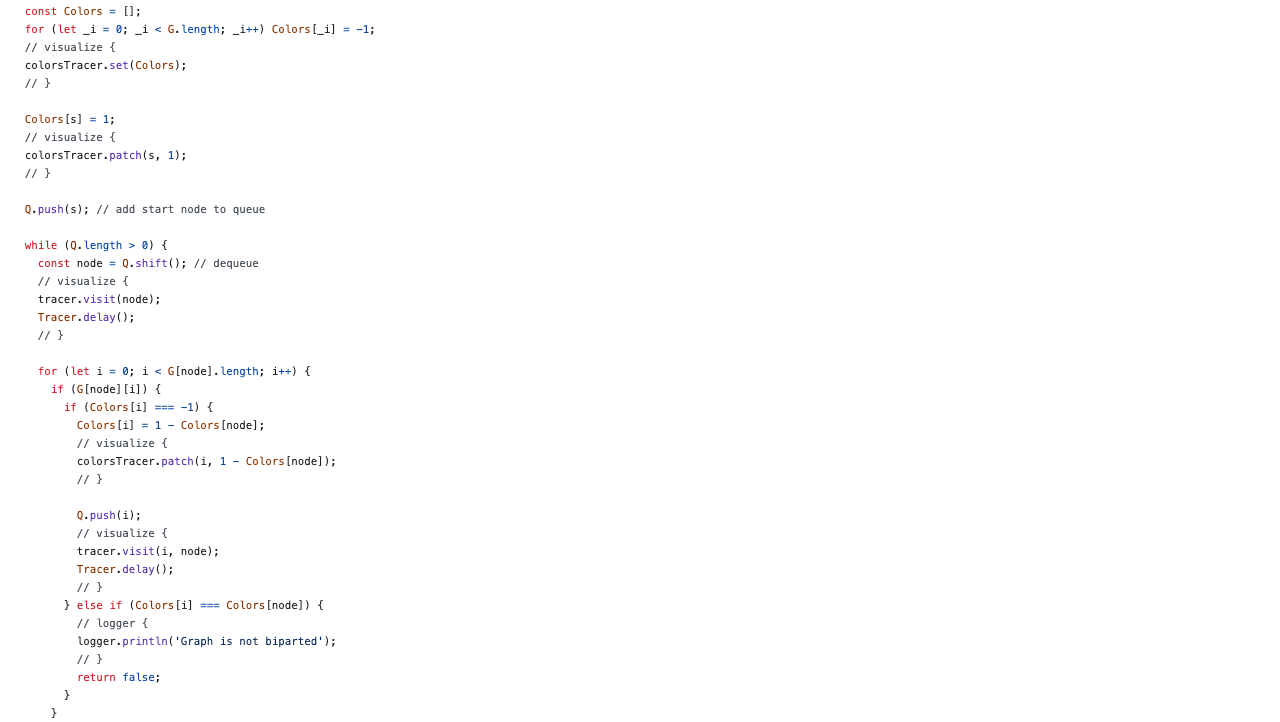 const Colors = [];
for (let _i = 0; _i < G.length; _i++) Colors[_i] = -1;
// visualize {
colorsTracer.set(Colors);
// }
Colors[s] = 1;
// visualize {
colorsTracer.patch(s, 1);
// }
Q.push(s); // add start node to queue
while (Q.length > 0) {
const node = Q.shift(); // dequeue
// visualize {
tracer.visit(node);
Tracer.delay();
// }
for (let i = 0; i < G[node].length; i++) {
if (G[node][i]) {
if (Colors[i] === -1) {
Colors[i] = 1 - Colors[node];
// visualize {
colorsTracer.patch(i, 1 - Colors[node]);
// }
Q.push(i);
// visualize {
tracer.visit(i, node);
Tracer.delay();
// }
} else if (Colors[i] === Colors[node]) {
// logger {
logger.println('Graph is not biparted');
// }
return false;
}
}